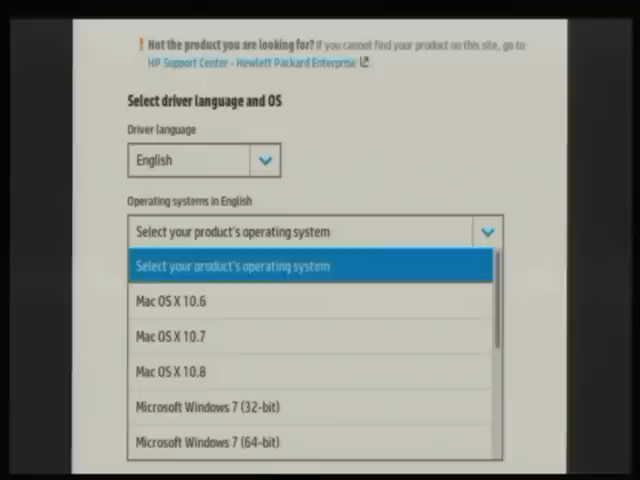 ! Not the product you are looking for? If you cannot find your product on this site, go to
HP Support Center - Hewlett Packard Enterprise
Select driver language and OS
Driver language
English
Operating systems in English
Select your product's operating system
Select your product's operating system
Mac OS X 10.6
Mac OS X 10.7
Mac OS X 10.8
Microsoft Windows 7 (32-bit)
Microsoft Windows 7 (64-bit)